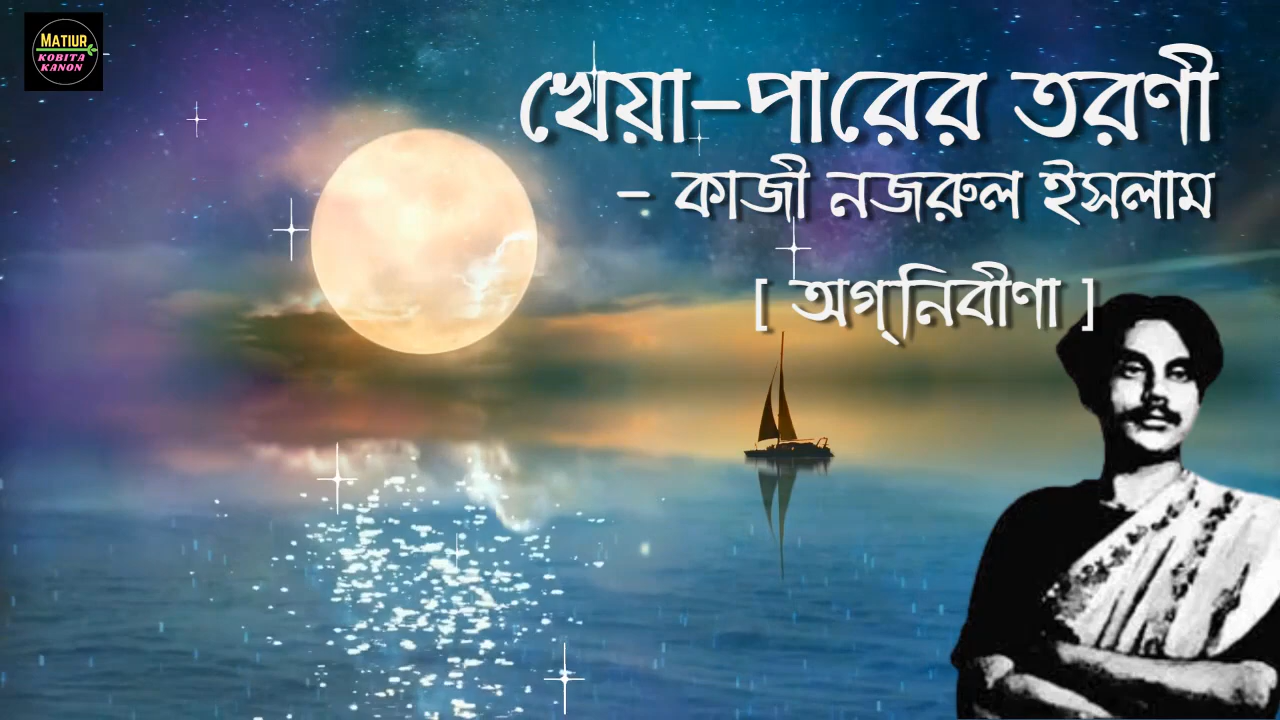 MATIUR
KOBITA
KANON
খেয়া-পারের তরণী
- কাজী নজরুল ইসলাম
[ অগ্‌নিবীণা ]